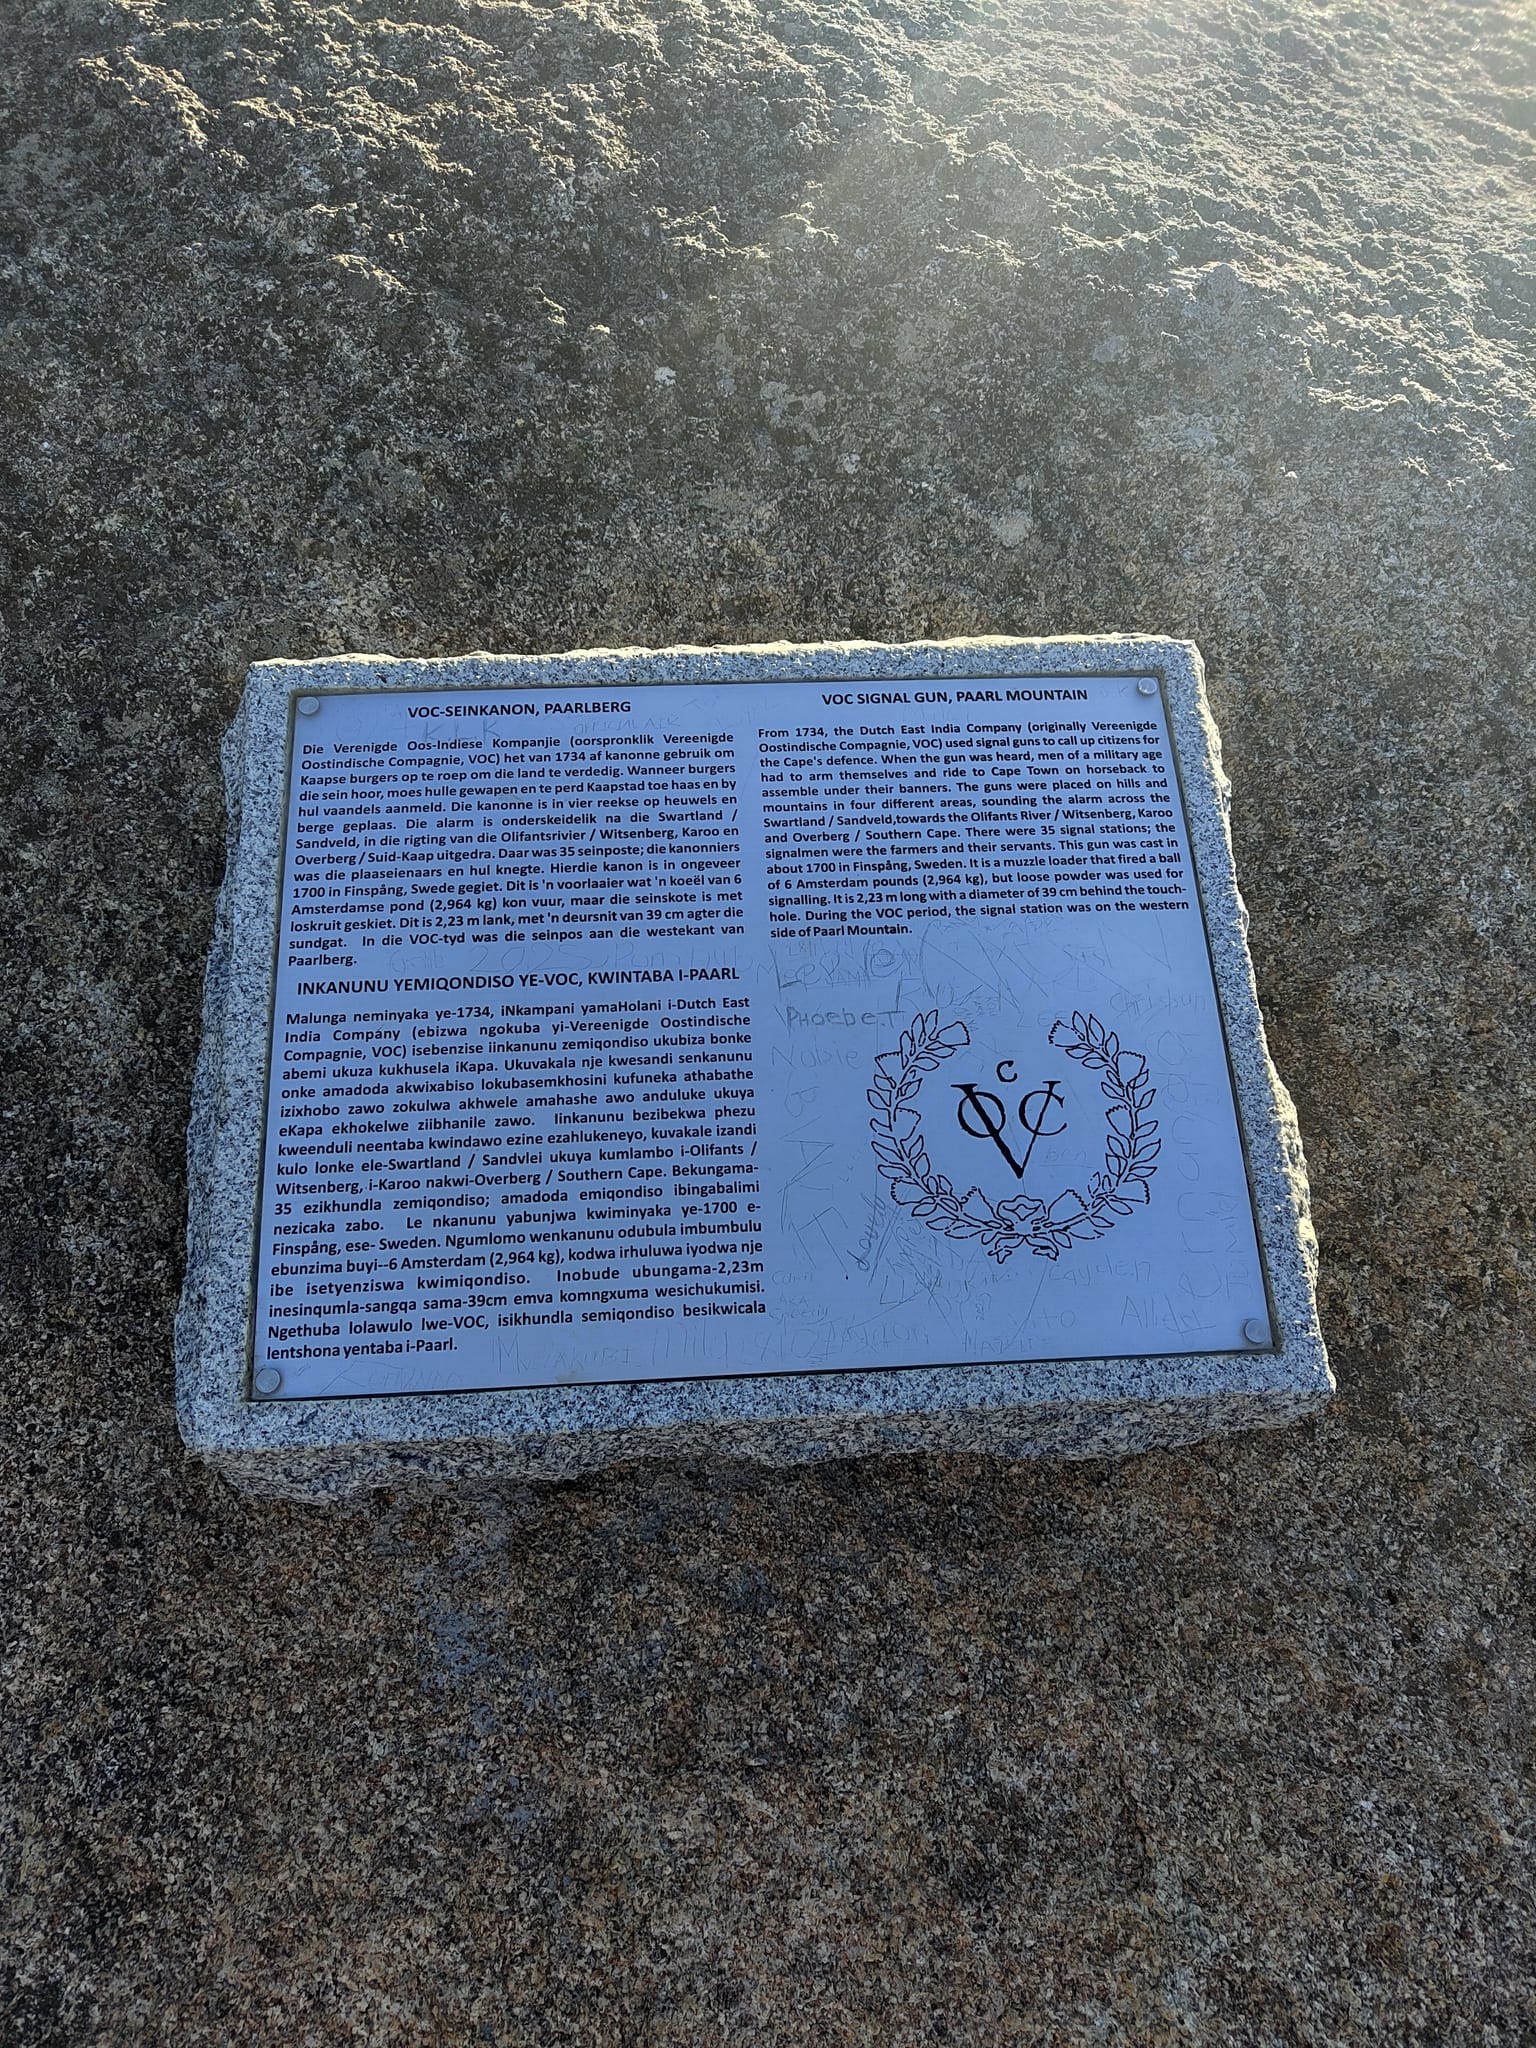 VOC-SEINKANON, PAARLBERG
Die Verenigde Oos-Indiese Kompanjie (oorspronklik Vereenigde
Oostindische Compagnie, VOC) het van 1734 af kanonne gebruik om
Kaapse burgers op te roep om die land te verdedig. Wanneer burgers
die sein hoor, moes hulle gewapen en te perd Kaapstad toe haas en by
hul vaandels aanmeld. Die kanonne is in vier reekse op heuwels en
berge geplaas. Die alarm is onderskeidelik na die Swartland /
Sandveld, in die rigting van die Olifantsrivier / Witsenberg, Karoo en
Overberg / Suid-Kaap uitgedra. Daar was 35 seinposte; die kanonniers
was die plaaseienaars en hul knegte. Hierdie kanon is in ongeveer
1700 in Finspång, Swede gegiet. Dit is 'n voorlaaier wat 'n koeël van 6
Amsterdamse pond (2,964 kg) kon vuur, maar die seinskote is met
loskruit geskiet. Dit is 2,23 m lank, met 'n deursnit van 39 cm agter die
sundgat. In die VOC-tyd was die seinpos aan die westekant van
Paarlberg.
INKANUNU YEMIQONDISO YE-VOC, KWINTABA I-PAARL
Malunga neminyaka ye-1734, iNkampani yamaHolani i-Dutch East
India Company (ebizwa ngokuba yi-Vereenigde Oostindische
Compagnie, VOC) isebenzise iinkanunu zemiqondiso ukubiza bonke
abemi ukuza kukhusela iKapa. Ukuvakala nje kwesandi senkanunu
onke amadoda akwixabiso lokubasemkhosini kufuneka athabathe
izixhobo zawo zokulwa akhwele amahashe awo anduluke ukuya
eKapa ekhokelwe ziibhanile zawo. Iinkanunu bezibekwa phezu
kweenduli neentaba kwindawo ezine ezahlukeneyo, kuvakale izandi
kulo lonke ele-Swartland / Sandvlei ukuya kumlambo i-Olifants /
Witsenberg, i-Karoo nakwi-Overberg / Southern Cape. Bekungama-
35 ezikhundla zemiqondiso; amadoda emiqondiso ibingabalimi
nezicaka zabo. Le nkanunu yabunjwa kwiminyaka ye-1700 e-
Finspång, ese- Sweden. Ngumlomo wenkanunu odubula imbumbulu
ebunzima buyi--6 Amsterdam (2,964 kg), kodwa irhuluwa iyodwa nje
ibe isetyenziswa kwimiqondiso. Inobude ubungama-2,23m
inesinqumla-sangqa sama-39cm emva komngxuma wesichukumisi.
Ngethuba lolawulo lwe-VOC, isikhundla semiqondiso besikwicala
lentshona yentaba i-Paarl.
VOC SIGNAL GUN, PAARL MOUNTAIN
From 1734, the Dutch East India Company (originally Vereenigde
Oostindische Compagnie, VOC) used signal guns to call up citizens for
the Cape's defence. When the gun was heard, men of a military age
had to arm themselves and ride to Cape Town on horseback to
assemble under their banners. The guns were placed on hills and
mountains in four different areas, sounding the alarm across the
Swartland / Sandveld,towards the Olifants River / Witsenberg, Karoo
and Overberg / Southern Cape. There were 35 signal stations; the
signalmen were the farmers and their servants. This gun was cast in
about 1700 in Finspång, Sweden. It is a muzzle loader that fired a ball
of 6 Amsterdam pounds (2,964 kg), but loose powder was used for
signalling. It is 2,23 m long with a diameter of 39 cm behind the touch-
hole. During the VOC period, the signal station was on the western
side of Paarl Mountain.
KLK
2025
PHOEbe.T
Noble
LEE
Cayden
C
VOC